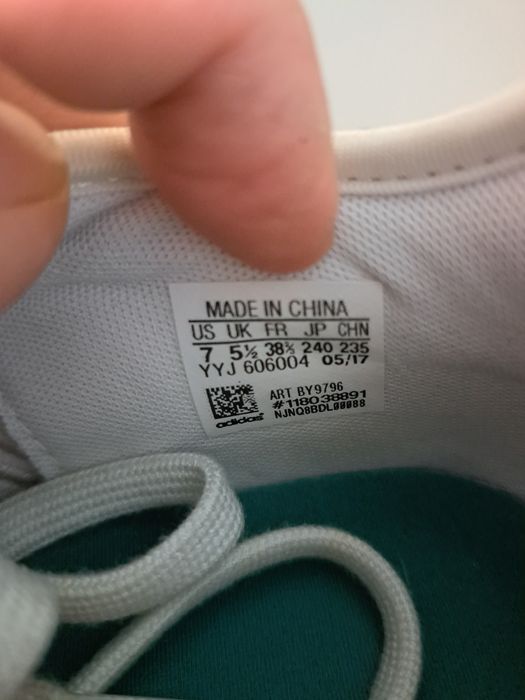 MADE IN CHINA
US UK FR JP CHN
7 5½ 38⅔ 240 235
YYJ 606004 05/17
ART BY9796
#118038891
adidas NJNQ8BDL00088